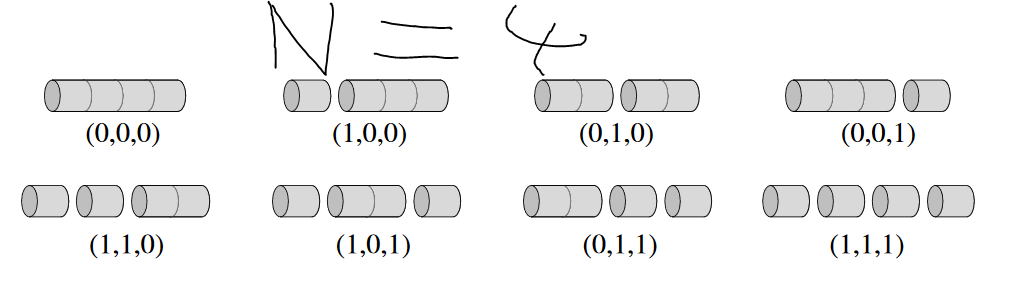 N = 4
(0,0,0) (1,0,0) (0,1,0) (0,0,1)
(1,1,0) (1,0,1) (0,1,1) (1,1,1)